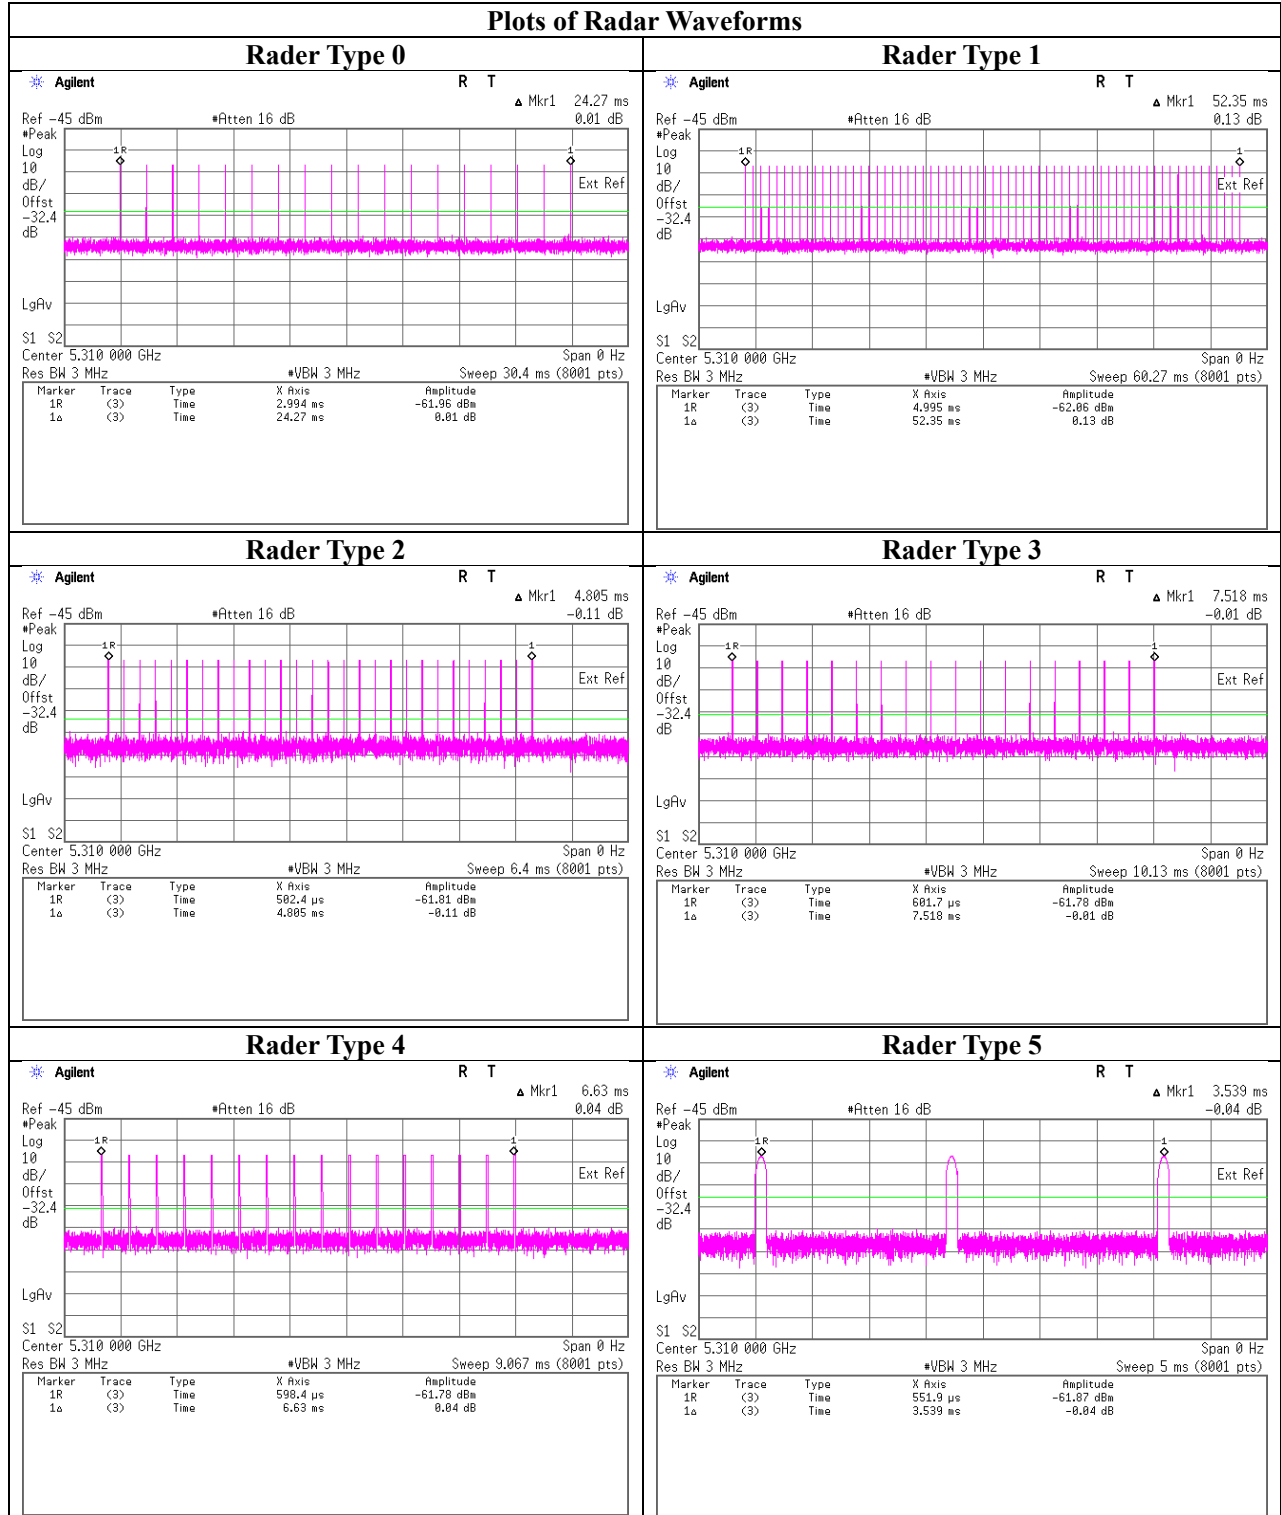 Plots of Radar Waveforms
Rader Type 0
Agilent R T
Δ Mkr1 24.27 ms
Ref -45 dBm #Atten 16 dB 0.01 dB
#Peak
Log
10
dB/
Offst
-32.4
dB
1R
1
Ext Ref
LgAv
S1 S2
Center 5.310 000 GHz Span 0 Hz
Res BW 3 MHz #VBW 3 MHz Sweep 30.4 ms (8001 pts)
Marker Trace Type X Axis Amplitude
1R (3) Time 2.994 ms -61.96 dBm
1Δ (3) Time 24.27 ms 0.01 dB
Rader Type 1
Agilent R T
Δ Mkr1 52.35 ms
Ref -45 dBm #Atten 16 dB 0.13 dB
#Peak
Log
10
dB/
Offst
-32.4
dB
1R
1
Ext Ref
LgAv
S1 S2
Center 5.310 000 GHz Span 0 Hz
Res BW 3 MHz #VBW 3 MHz Sweep 60.27 ms (8001 pts)
Marker Trace Type X Axis Amplitude
1R (3) Time 4.995 ms -62.06 dBm
1Δ (3) Time 52.35 ms 0.13 dB
Rader Type 2
Agilent R T
Δ Mkr1 4.805 ms
Ref -45 dBm #Atten 16 dB -0.11 dB
#Peak
Log
10
dB/
Offst
-32.4
dB
1R
1
Ext Ref
LgAv
S1 S2
Center 5.310 000 GHz Span 0 Hz
Res BW 3 MHz #VBW 3 MHz Sweep 6.4 ms (8001 pts)
Marker Trace Type X Axis Amplitude
1R (3) Time 502.4 µs -61.81 dBm
1Δ (3) Time 4.805 ms -0.11 dB
Rader Type 3
Agilent R T
Δ Mkr1 7.518 ms
Ref -45 dBm #Atten 16 dB -0.01 dB
#Peak
Log
10
dB/
Offst
-32.4
dB
1R
1
Ext Ref
LgAv
S1 S2
Center 5.310 000 GHz Span 0 Hz
Res BW 3 MHz #VBW 3 MHz Sweep 10.13 ms (8001 pts)
Marker Trace Type X Axis Amplitude
1R (3) Time 601.7 µs -61.78 dBm
1Δ (3) Time 7.518 ms -0.01 dB
Rader Type 4
Agilent R T
Δ Mkr1 6.63 ms
Ref -45 dBm #Atten 16 dB 0.04 dB
#Peak
Log
10
dB/
Offst
-32.4
dB
1R
1
Ext Ref
LgAv
S1 S2
Center 5.310 000 GHz Span 0 Hz
Res BW 3 MHz #VBW 3 MHz Sweep 9.067 ms (8001 pts)
Marker Trace Type X Axis Amplitude
1R (3) Time 598.4 µs -61.78 dBm
1Δ (3) Time 6.63 ms 0.04 dB
Rader Type 5
Agilent R T
Δ Mkr1 3.539 ms
Ref -45 dBm #Atten 16 dB -0.04 dB
#Peak
Log
10
dB/
Offst
-32.4
dB
1R
1
Ext Ref
LgAv
S1 S2
Center 5.310 000 GHz Span 0 Hz
Res BW 3 MHz #VBW 3 MHz Sweep 5 ms (8001 pts)
Marker Trace Type X Axis Amplitude
1R (3) Time 551.9 µs -61.87 dBm
1Δ (3) Time 3.539 ms -0.04 dB